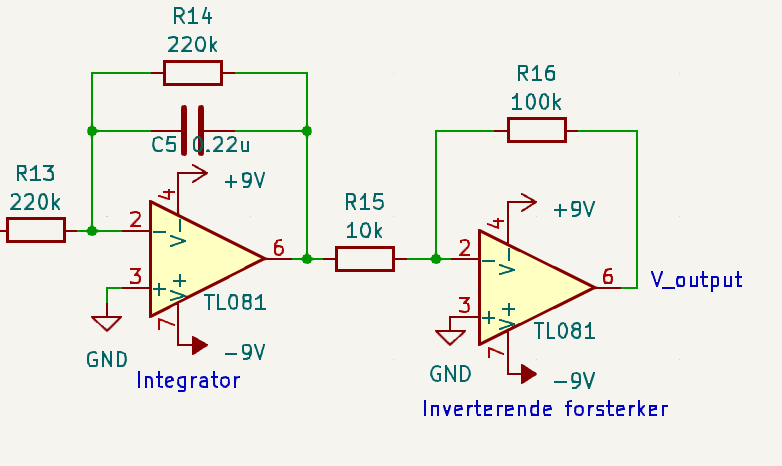 R14
220k
C5 0.22u
R13
220k
4
+9V
2
−
V-
6
3
+
V+
TL081
7
-9V
GND
Integrator
R15
10k
R16
100k
4
+9V
2
−
V-
6
V_output
3
+
V+
TL081
7
-9V
GND
Inverterende forsterker